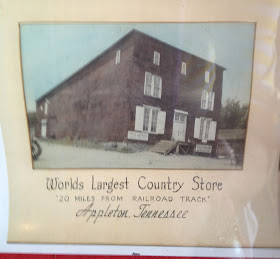 Worlds Largest Country Store
"20 MILES FROM RAILROAD TRACK"
Appleton, Tennessee